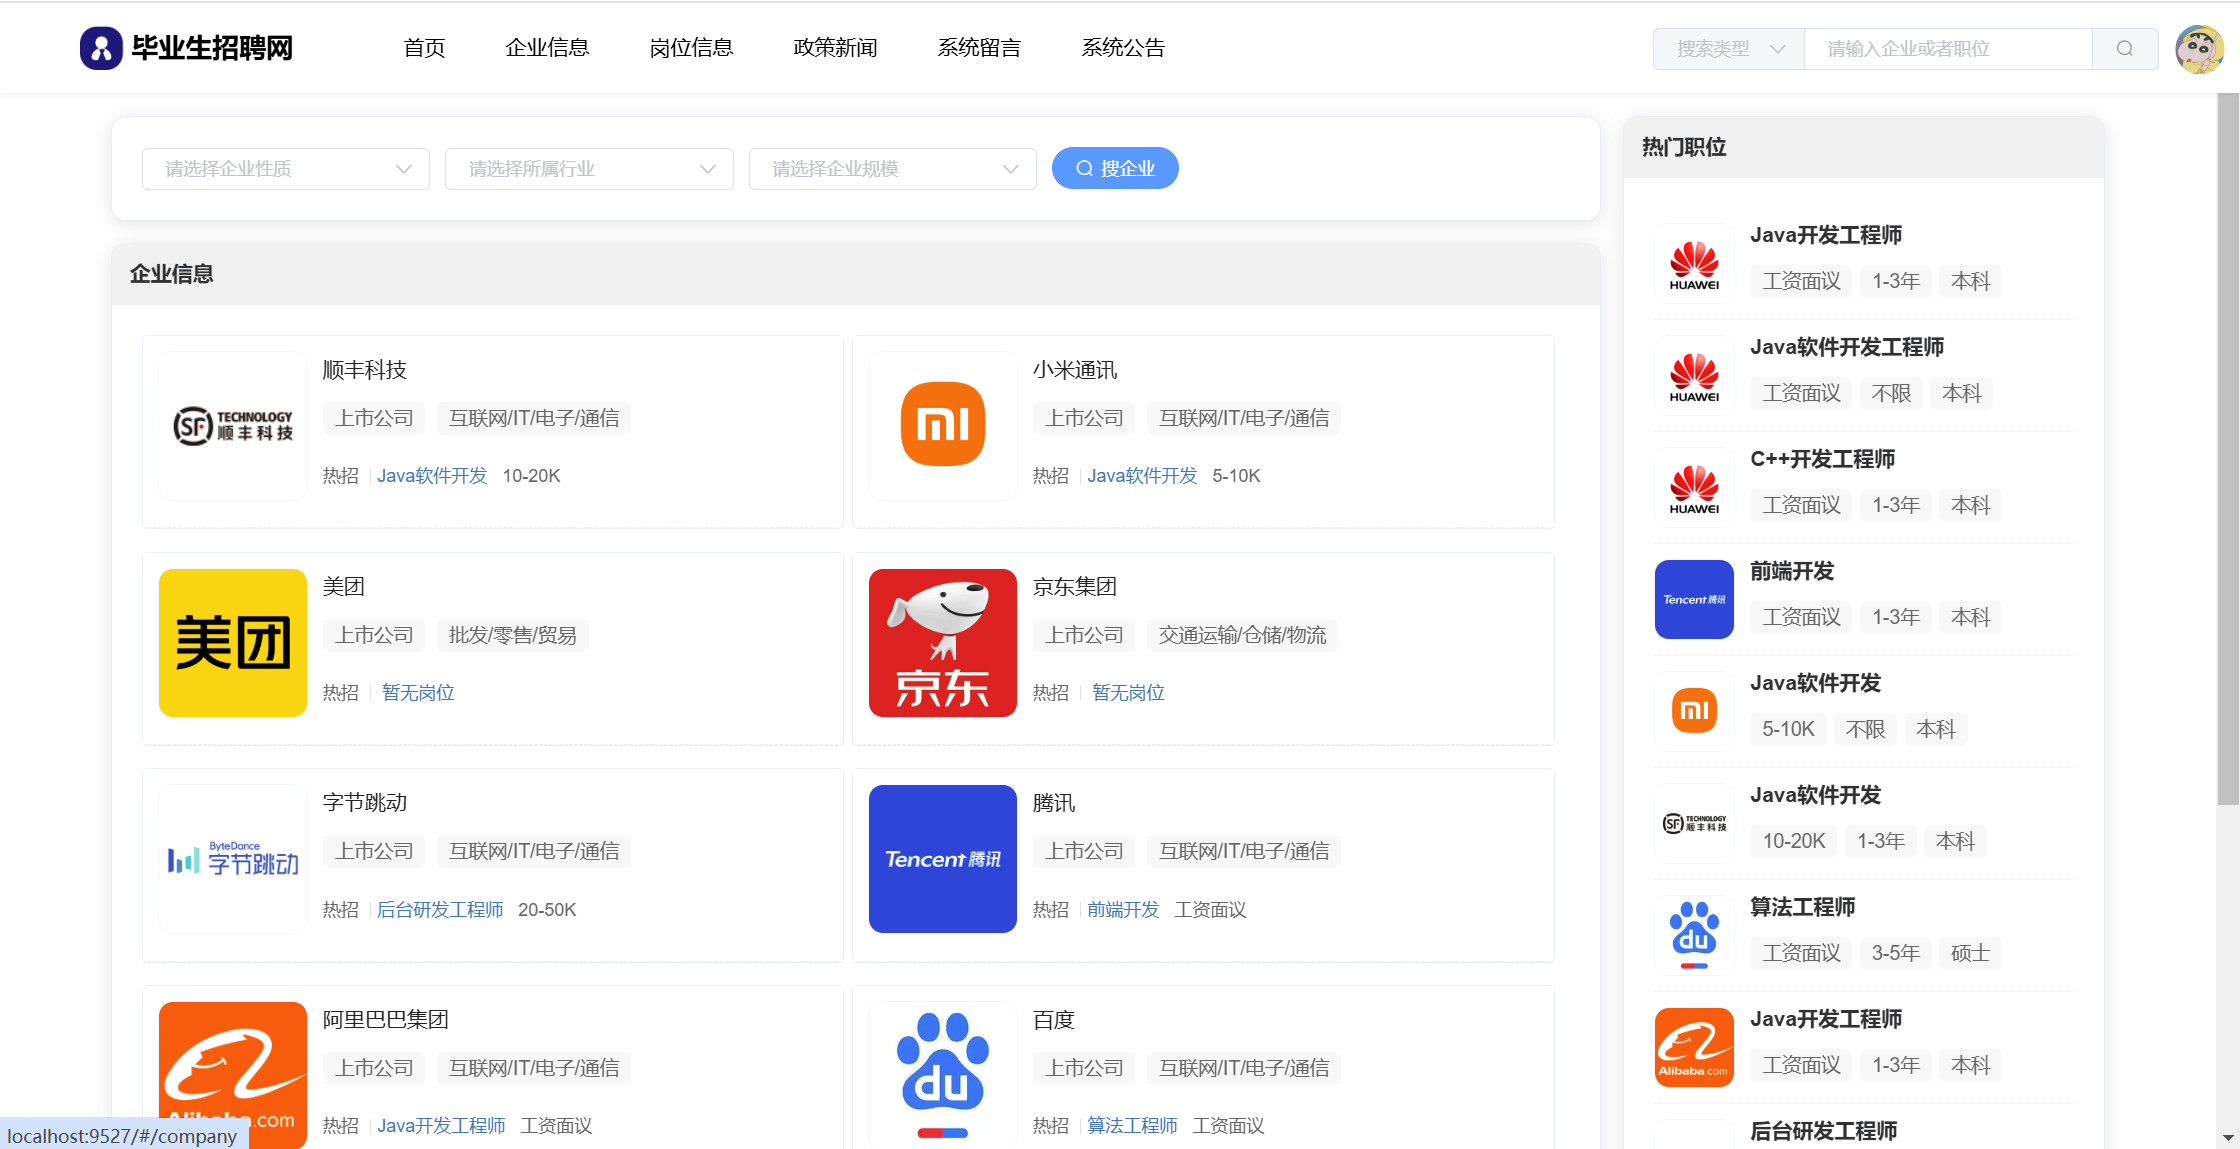 毕业生招聘网
首页
企业信息
岗位信息
政策新闻
系统留言
系统公告
搜索类型
请输入企业或者职位
请选择企业性质
请选择所属行业
请选择企业规模
搜企业
企业信息
SF TECHNOLOGY 顺丰科技
顺丰科技
上市公司 互联网/IT/电子/通信
热招 Java软件开发 10-20K
小米通讯
上市公司 互联网/IT/电子/通信
热招 Java软件开发 5-10K
美团
美团
上市公司 批发/零售/贸易
热招 暂无岗位
京东
京东集团
上市公司 交通运输/仓储/物流
热招 暂无岗位
ByteDance
字节跳动
字节跳动
上市公司 互联网/IT/电子/通信
热招 后台研发工程师 20-50K
Tencent 腾讯
腾讯
上市公司 互联网/IT/电子/通信
热招 前端开发 工资面议
阿里巴巴集团
上市公司 互联网/IT/电子/通信
热招 Java开发工程师 工资面议
du
百度
上市公司 互联网/IT/电子/通信
热招 算法工程师 工资面议
热门职位
HUAWEI
Java开发工程师
工资面议 1-3年 本科
HUAWEI
Java软件开发工程师
工资面议 不限 本科
HUAWEI
C++开发工程师
工资面议 1-3年 本科
Tencent 腾讯
前端开发
工资面议 1-3年 本科
Java软件开发
5-10K 不限 本科
SF TECHNOLOGY 顺丰科技
Java软件开发
10-20K 1-3年 本科
du
算法工程师
工资面议 3-5年 硕士
Alibaba.com
Java开发工程师
工资面议 1-3年 本科
后台研发工程师
localhost:9527/#/company